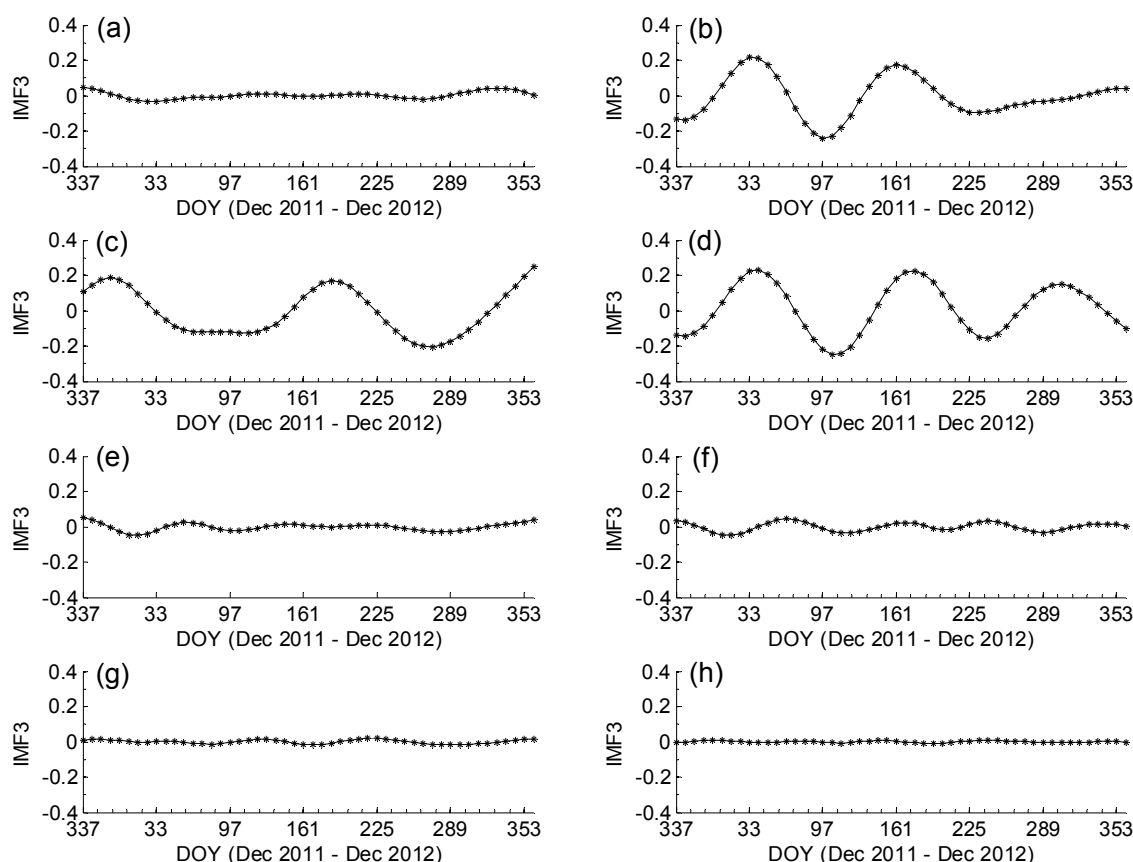 (a)
IMF3
0.4
0.2
0
-0.2
-0.4
337 33 97 161 225 289 353
DOY (Dec 2011 - Dec 2012)
(b)
IMF3
0.4
0.2
0
-0.2
-0.4
337 33 97 161 225 289 353
DOY (Dec 2011 - Dec 2012)
(c)
IMF3
0.4
0.2
0
-0.2
-0.4
337 33 97 161 225 289 353
DOY (Dec 2011 - Dec 2012)
(d)
IMF3
0.4
0.2
0
-0.2
-0.4
337 33 97 161 225 289 353
DOY (Dec 2011 - Dec 2012)
(e)
IMF3
0.4
0.2
0
-0.2
-0.4
337 33 97 161 225 289 353
DOY (Dec 2011 - Dec 2012)
(f)
IMF3
0.4
0.2
0
-0.2
-0.4
337 33 97 161 225 289 353
DOY (Dec 2011 - Dec 2012)
(g)
IMF3
0.4
0.2
0
-0.2
-0.4
337 33 97 161 225 289 353
DOY (Dec 2011 - Dec 2012)
(h)
IMF3
0.4
0.2
0
-0.2
-0.4
337 33 97 161 225 289 353
DOY (Dec 2011 - Dec 2012)